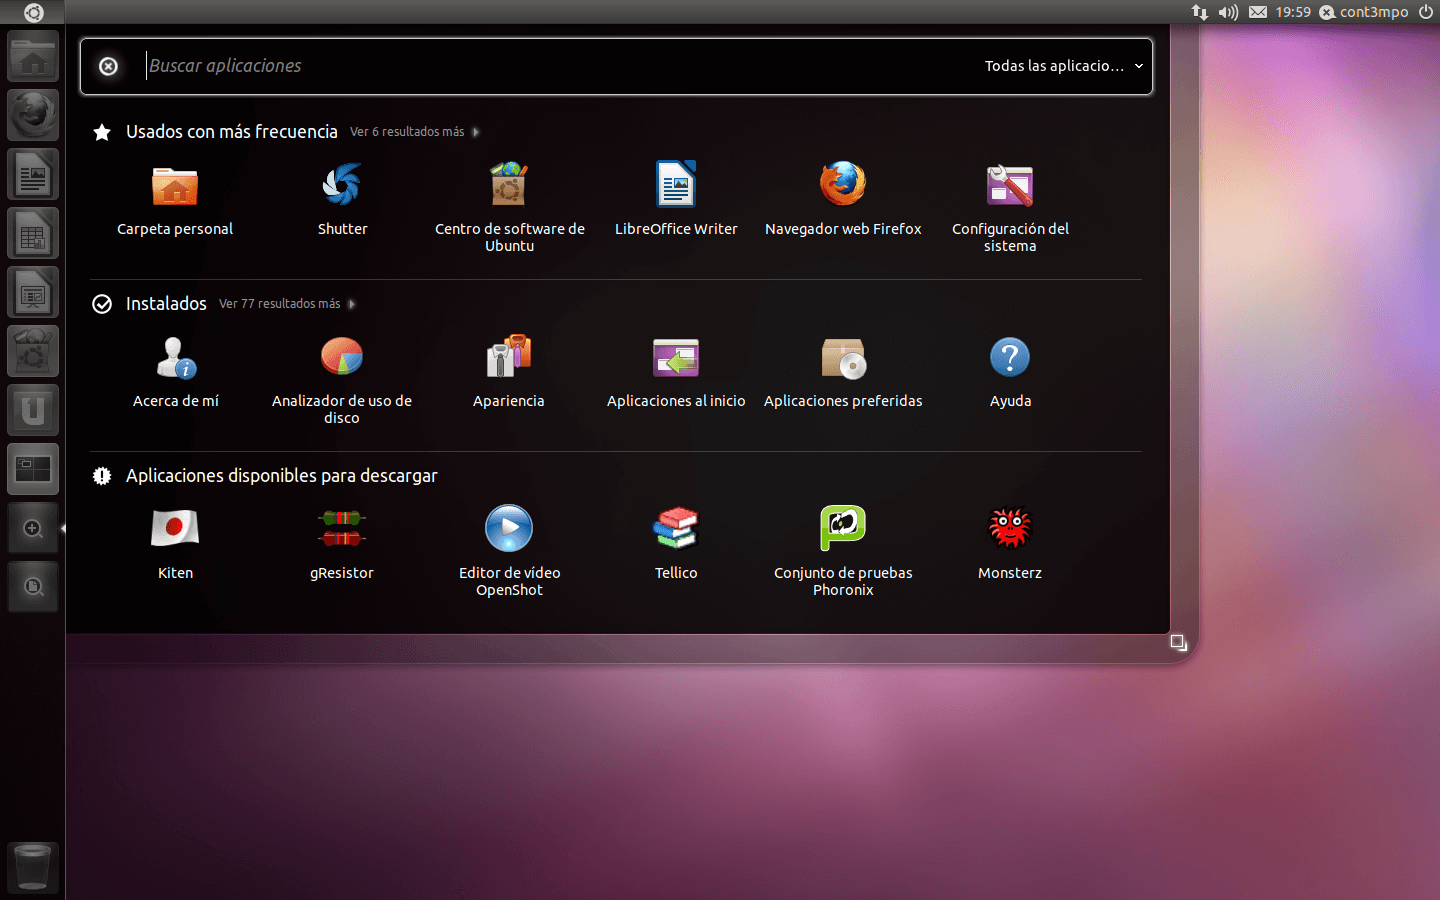 19:59 cont3mpo
Buscar aplicaciones
Todas las aplicacio...
Usados con más frecuencia Ver 6 resultados más
Carpeta personal
Shutter
Centro de software de
Ubuntu
LibreOffice Writer
Navegador web Firefox
Configuración del
sistema
Instalados Ver 77 resultados más
Acerca de mí
Analizador de uso de
disco
Apariencia
Aplicaciones al inicio
Aplicaciones preferidas
Ayuda
Aplicaciones disponibles para descargar
Kiten
gResistor
Editor de vídeo
OpenShot
Tellico
Conjunto de pruebas
Phoronix
Monsterz